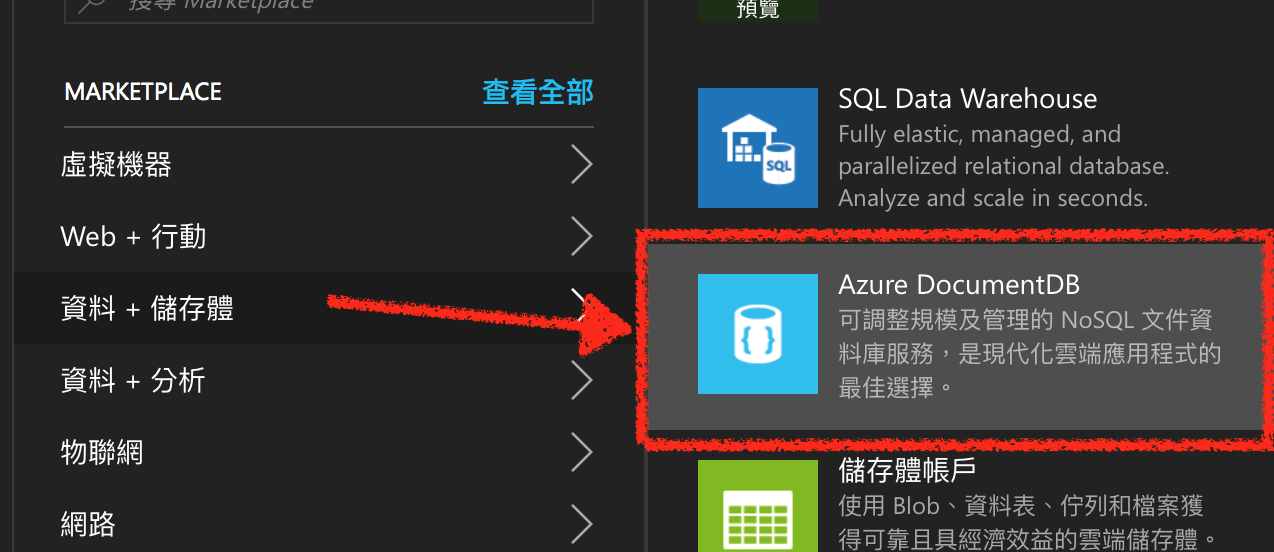 搜尋 Marketplace
MARKETPLACE
查看全部
虛擬機器
Web + 行動
資料 + 儲存體
資料 + 分析
物聯網
網路
預覽
SQL Data Warehouse
Fully elastic, managed, and
parallelized relational database.
Analyze and scale in seconds.
SQL
Azure DocumentDB
可調整規模及管理的 NoSQL 文件資
料庫服務，是現代化雲端應用程式的
最佳選擇。
{ }
儲存體帳戶
使用 Blob、資料表、佇列和檔案獲
得可靠且具經濟效益的雲端儲存體。